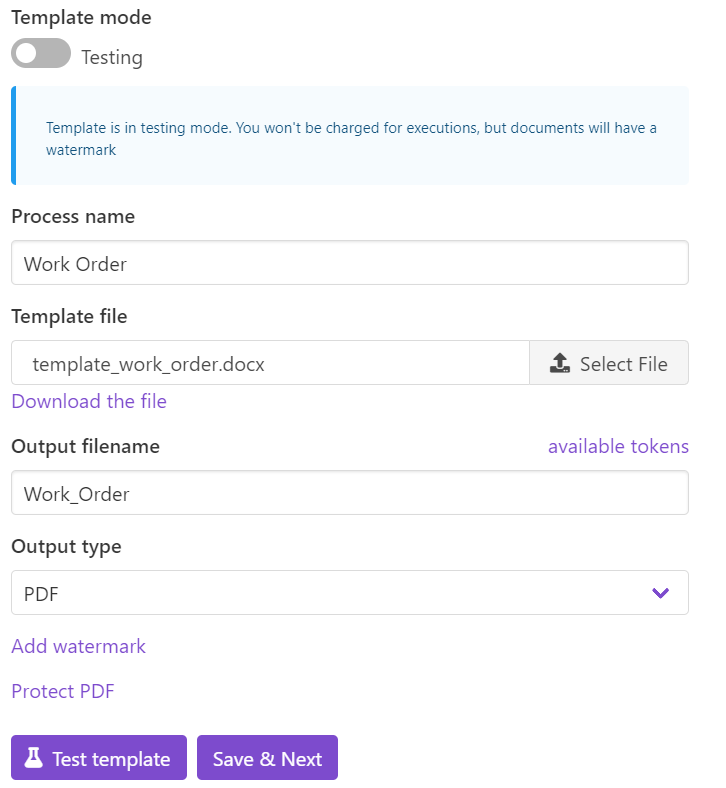 Template mode
Testing
Template is in testing mode. You won't be charged for executions, but documents will have a
watermark
Process name
Work Order
Template file
template_work_order.docx
Select File
Download the file
Output filename
available tokens
Work_Order
Output type
PDF
Add watermark
Protect PDF
Test template
Save & Next